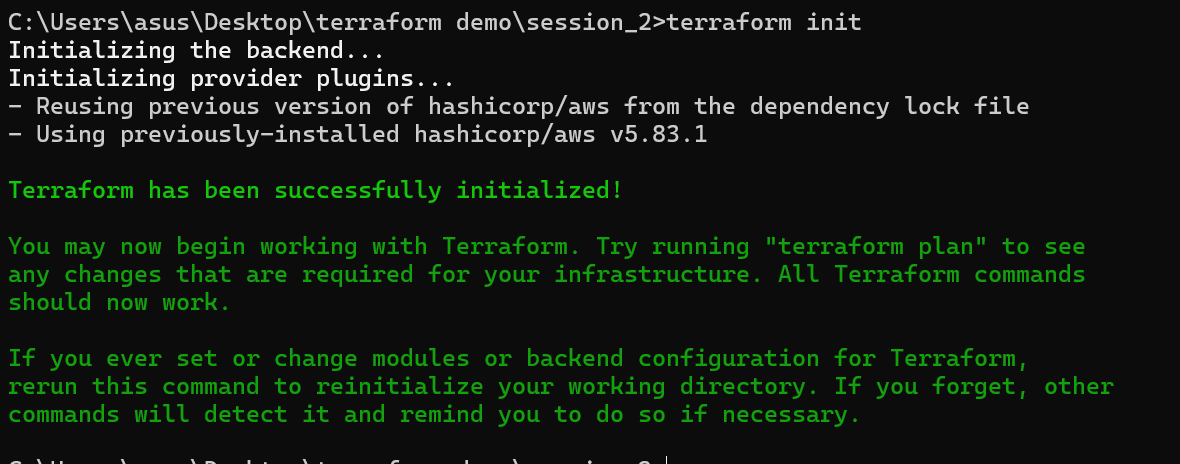 C:\Users\asus\Desktop\terraform demo\session_2>terraform init
Initializing the backend...
Initializing provider plugins...
- Reusing previous version of hashicorp/aws from the dependency lock file
- Using previously-installed hashicorp/aws v5.83.1
Terraform has been successfully initialized!
You may now begin working with Terraform. Try running "terraform plan" to see
any changes that are required for your infrastructure. All Terraform commands
should now work.
If you ever set or change modules or backend configuration for Terraform,
rerun this command to reinitialize your working directory. If you forget, other
commands will detect it and remind you to do so if necessary.